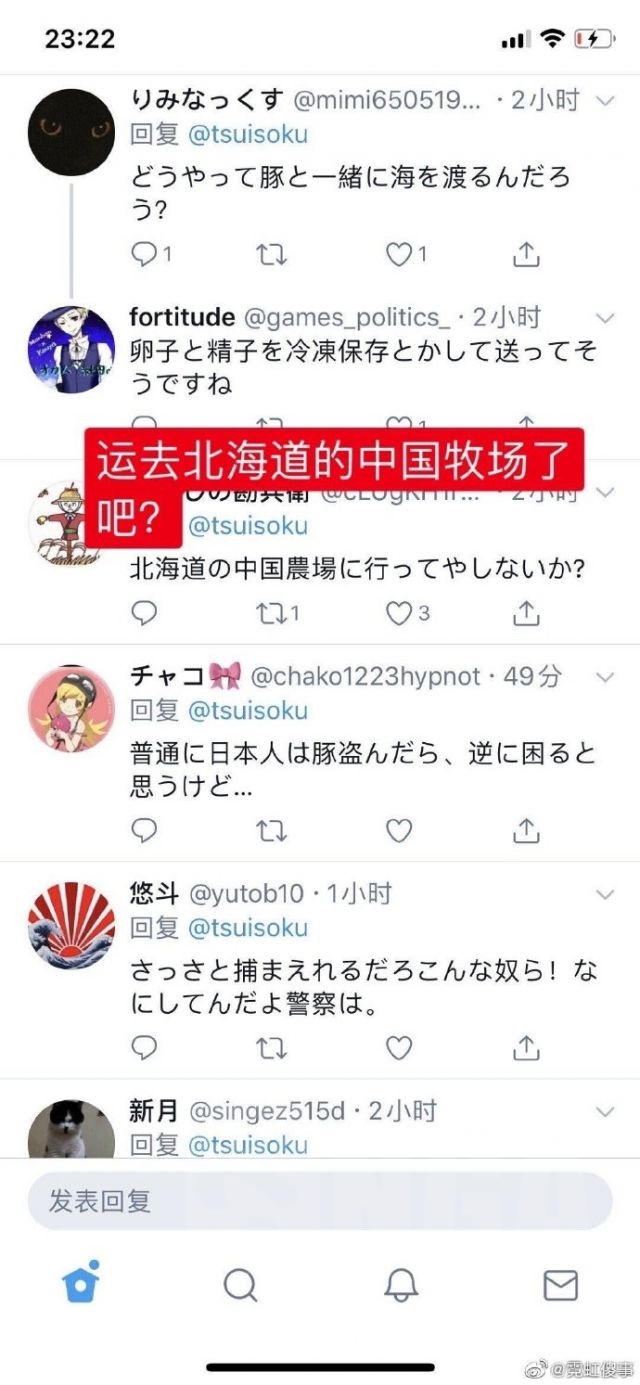 23:22
りみなっくす @mimi650519... · 2小时
回复 @tsuisoku
どうやって豚と一緒に海を渡るんだろ
う?
1
1
fortitude @games_politics_ · 2小时
卵子と精子を冷凍保存とかして送ってそ
うですね
1
运去北海道的中国牧场了
吧?
2小时
@tsuisoku
北海道の中国農場に行ってやしないか?
1
3
チャコ🎀 @chako1223hypnot · 49分
回复 @tsuisoku
普通に日本人は豚盗んだら、逆に困ると
思うけど...
悠斗 @yutob10 · 1小时
回复 @tsuisoku
さっさと捕まえれるだろこんな奴ら！な
にしてんだよ警察は。
新月 @singez515d · 2小时
回复 @tsuisoku
发表回复
@霓虹傻事